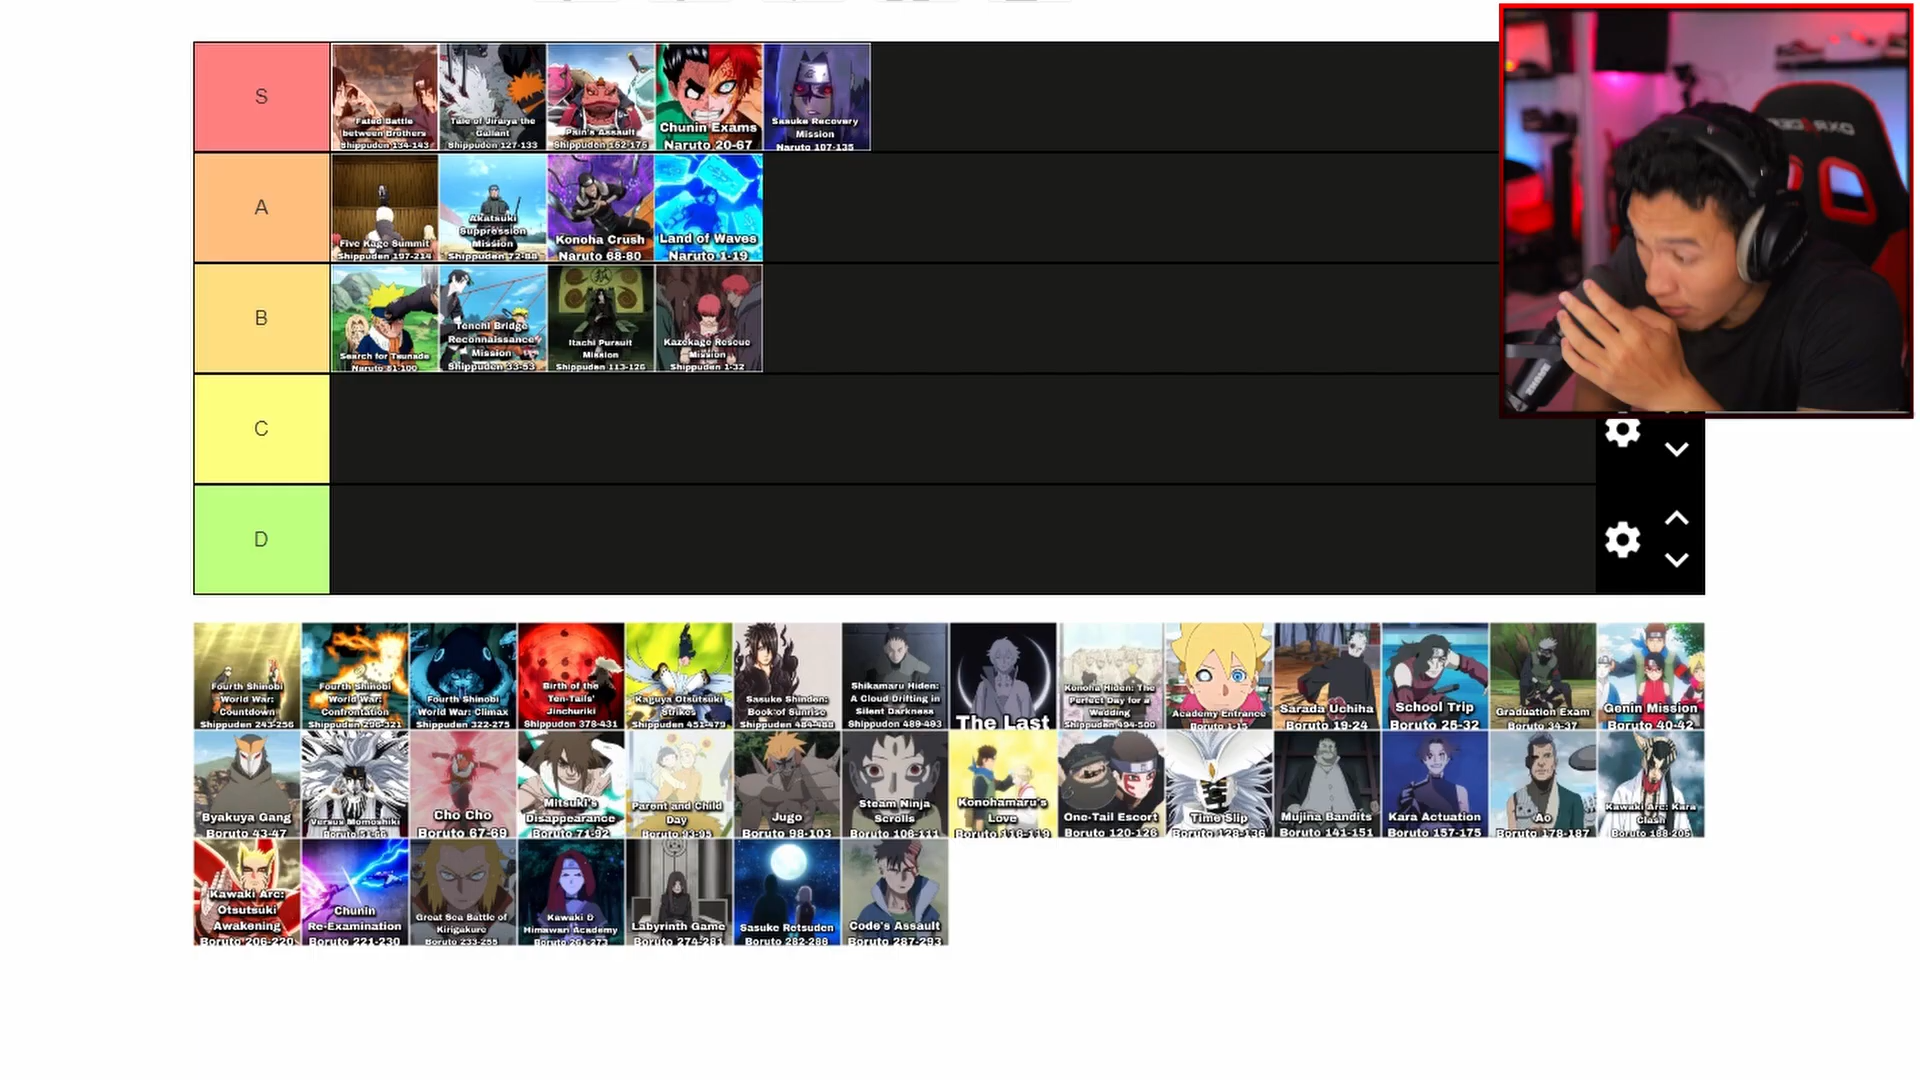 S
Fated Battle
between Brothers
Shippuden 134-143
Tale of Jiraiya the
Gallant
Shippuden 127-133
Pain's Assault
Shippuden 152-175
Chunin Exams
Naruto 20-67
Sasuke Recovery
Mission
Naruto 107-135
A
Five Kage Summit
Shippuden 197-214
Akatsuki
Suppression
Mission
Shippuden 72-88
Konoha Crush
Naruto 68-80
Land of Waves
Naruto 1-19
B
Search for Tsunade
Naruto 81-100
Tenchi Bridge
Reconnaissance
Mission
Shippuden 33-53
Itachi Pursuit
Mission
Shippuden 113-126
Kazekage Rescue
Mission
Shippuden 1-32
C
D
Fourth Shinobi
World War:
Countdown
Shippuden 243-256
Fourth Shinobi
World War:
Confrontation
Shippuden 296-321
Fourth Shinobi
World War: Climax
Shippuden 322-375
Birth of the
Ten-Tails'
Jinchuriki
Shippuden 378-431
Kaguya Otsutsuki
Strikes
Shippuden 451-479
Sasuke Shinden:
Book of Sunrise
Shippuden 484-488
Shikamaru Hiden:
A Cloud Drifting in
Silent Darkness
Shippuden 489-493
The Last
Konoha Hiden: The
Perfect Day for a
Wedding
Shippuden 494-500
Academy Entrance
Boruto 1-15
Sarada Uchiha
Boruto 19-24
School Trip
Boruto 25-32
Graduation Exam
Boruto 34-37
Genin Mission
Boruto 40-42
Byakuya Gang
Boruto 43-47
Versus Momoshiki
Boruto
Cho Cho
Boruto 67-69
Mitsuki's
Disappearance
Boruto 71-92
Parent and Child
Day
Boruto 93-95
Jugo
Boruto 98-103
Steam Ninja
Scrolls
Boruto 106-111
Konohamaru's
Love
Boruto 116-119
One-Tail Escort
Boruto 120-126
Time Slip
Boruto 128-136
Mujina Bandits
Boruto 141-151
Kara Actuation
Boruto 157-175
Ao
Boruto 178-187
Kawaki Arc: Kara
Clash
Boruto 188-205
Kawaki Arc:
Otsutsuki
Awakening
Boruto 206-220
Chunin
Re-Examination
Boruto 221-230
Great Sea Battle of
Kirigakure
Boruto 233-255
Kawaki &
Himawari Academy
Boruto 261-273
Labyrinth Game
Boruto 274-281
Sasuke Retsuden
Boruto 282-286
Code's Assault
Boruto 287-293